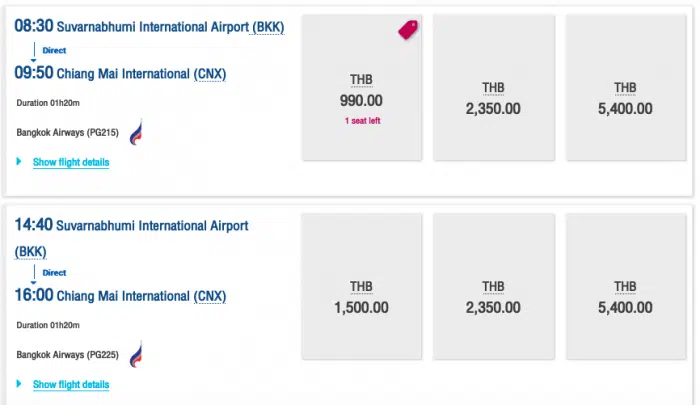 08:30 Suvarnabhumi International Airport (BKK)
Direct
09:50 Chiang Mai International (CNX)
Duration 01h20m
Bangkok Airways (PG215)
Show flight details
THB
990.00
1 seat left
THB
2,350.00
THB
5,400.00
14:40 Suvarnabhumi International Airport
(BKK)
Direct
16:00 Chiang Mai International (CNX)
Duration 01h20m
Bangkok Airways (PG225)
Show flight details
THB
1,500.00
THB
2,350.00
THB
5,400.00